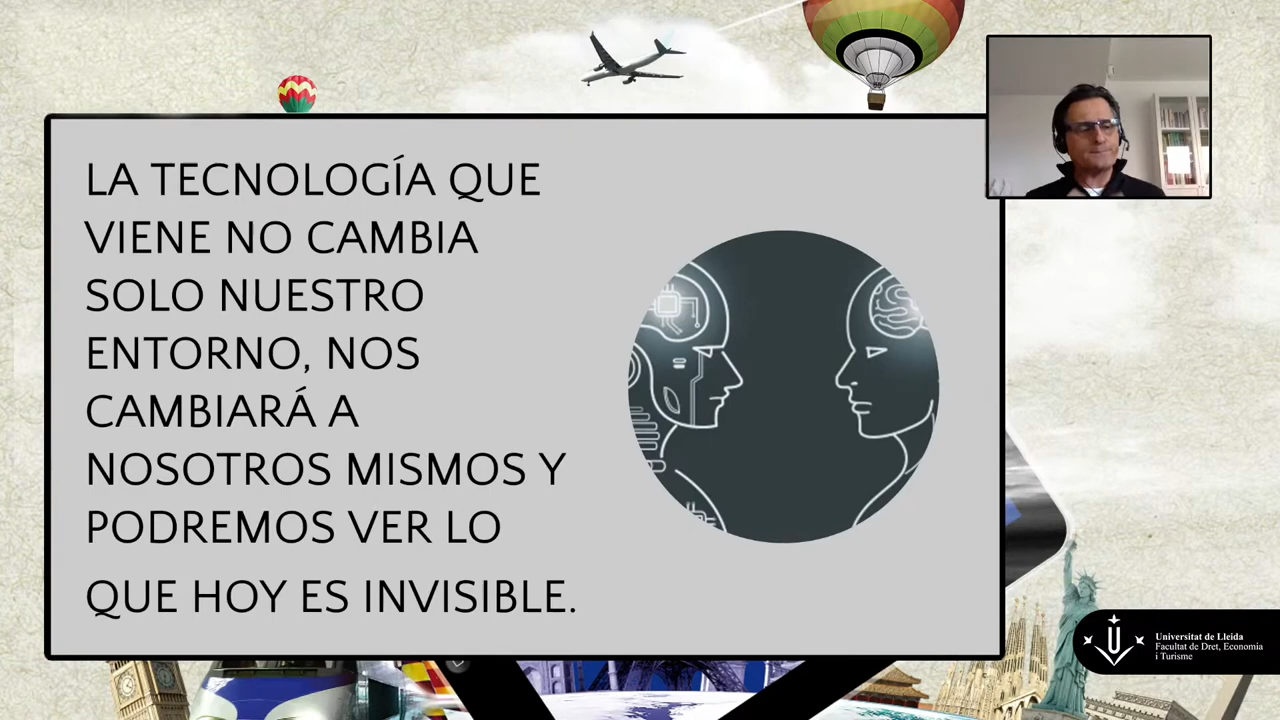 LA TECNOLOGÍA QUE
VIENE NO CAMBIA
SOLO NUESTRO
ENTORNO, NOS
CAMBIARÁ A
NOSOTROS MISMOS Y
PODREMOS VER LO
QUE HOY ES INVISIBLE.
Universitat de Lleida
Facultat de Dret, Economia
i Turisme